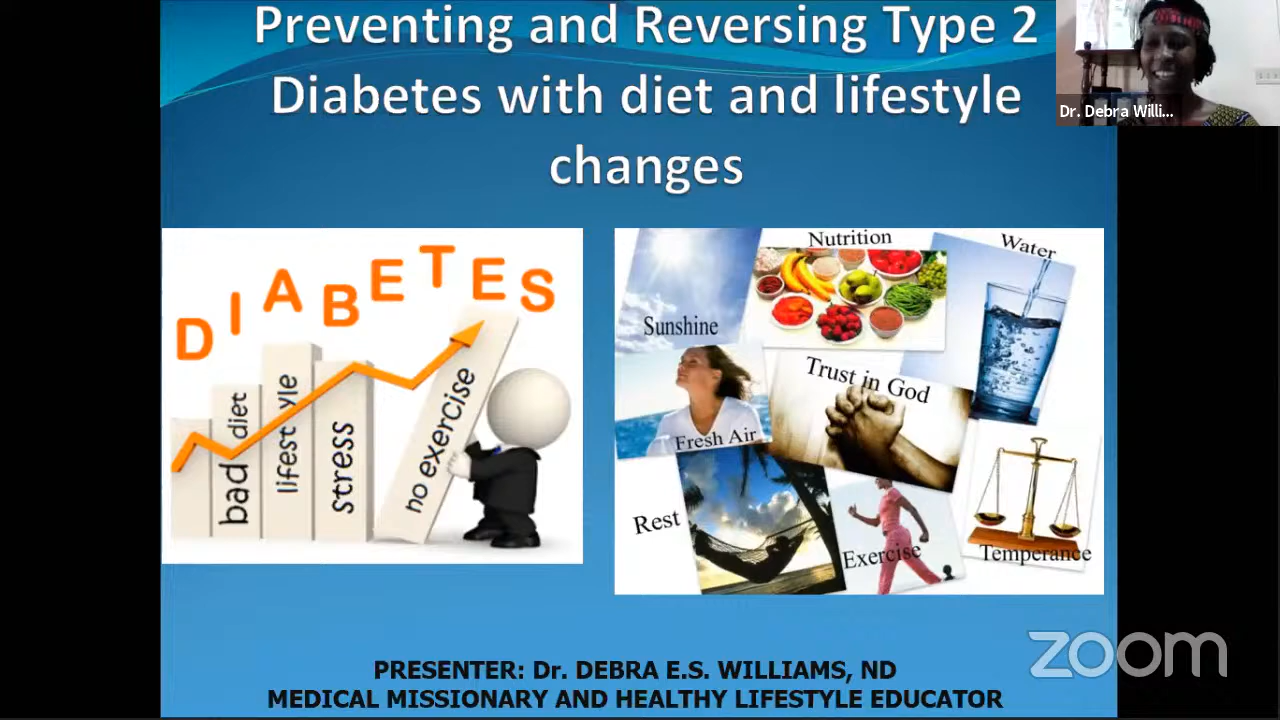 Preventing and Reversing Type 2
Diabetes with diet and lifestyle
changes
Dr. Debra Willi...
DIABETES
bad diet
lifestyle
stress
no exercise
Nutrition
Water
Sunshine
Trust in God
Fresh Air
Rest
Exercise
Temperance
zoom
PRESENTER: Dr. DEBRA E.S. WILLIAMS, ND
MEDICAL MISSIONARY AND HEALTHY LIFESTYLE EDUCATOR